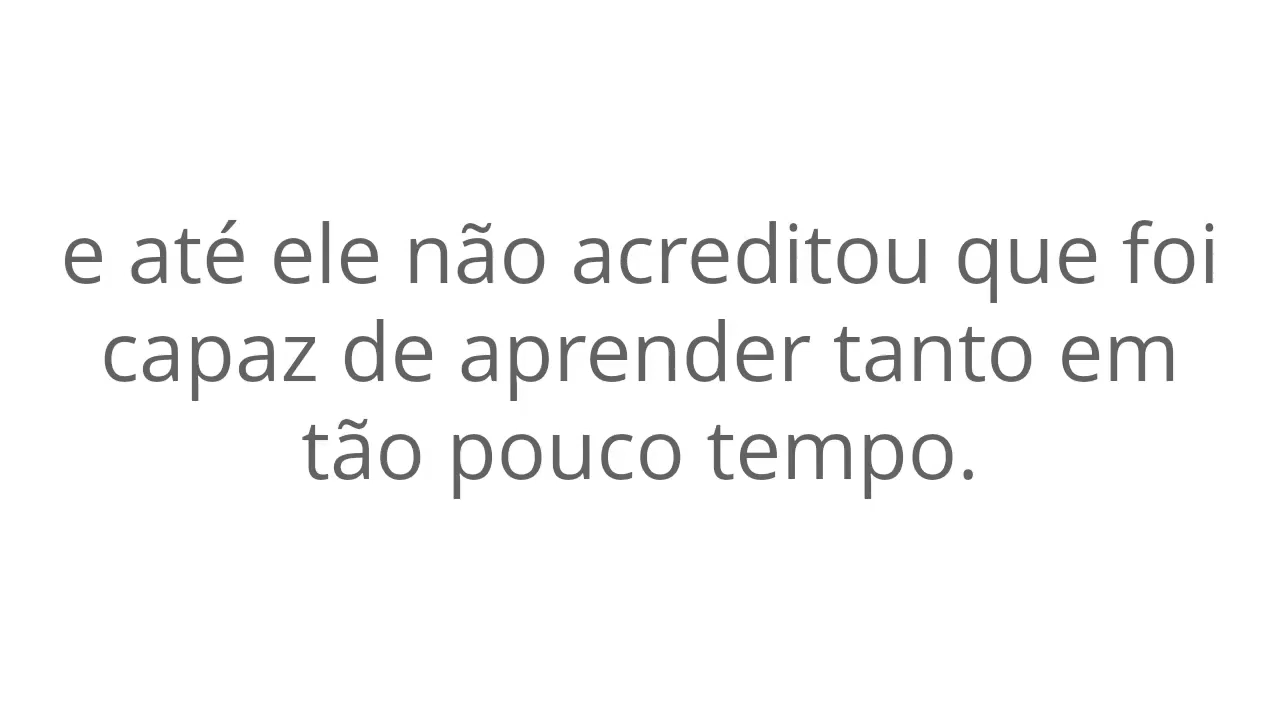 e até ele não acreditou que foi
capaz de aprender tanto em
tão pouco tempo.